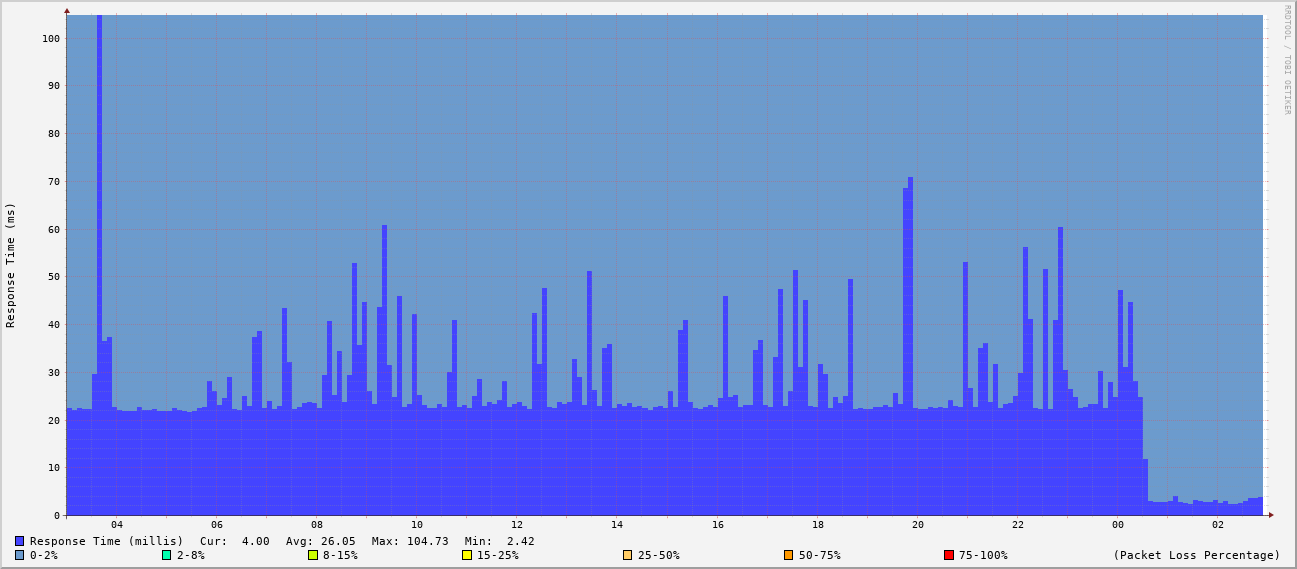 RRDTOOL / TOBI OETIKER
Response Time (ms)
100
90
80
70
60
50
40
30
20
10
0
04 06 08 10 12 14 16 18 20 22 00 02
Response Time (millis) Cur: 4.00 Avg: 26.05 Max: 104.73 Min: 2.42
0-2% 2-8% 8-15% 15-25% 25-50% 50-75% 75-100% (Packet Loss Percentage)